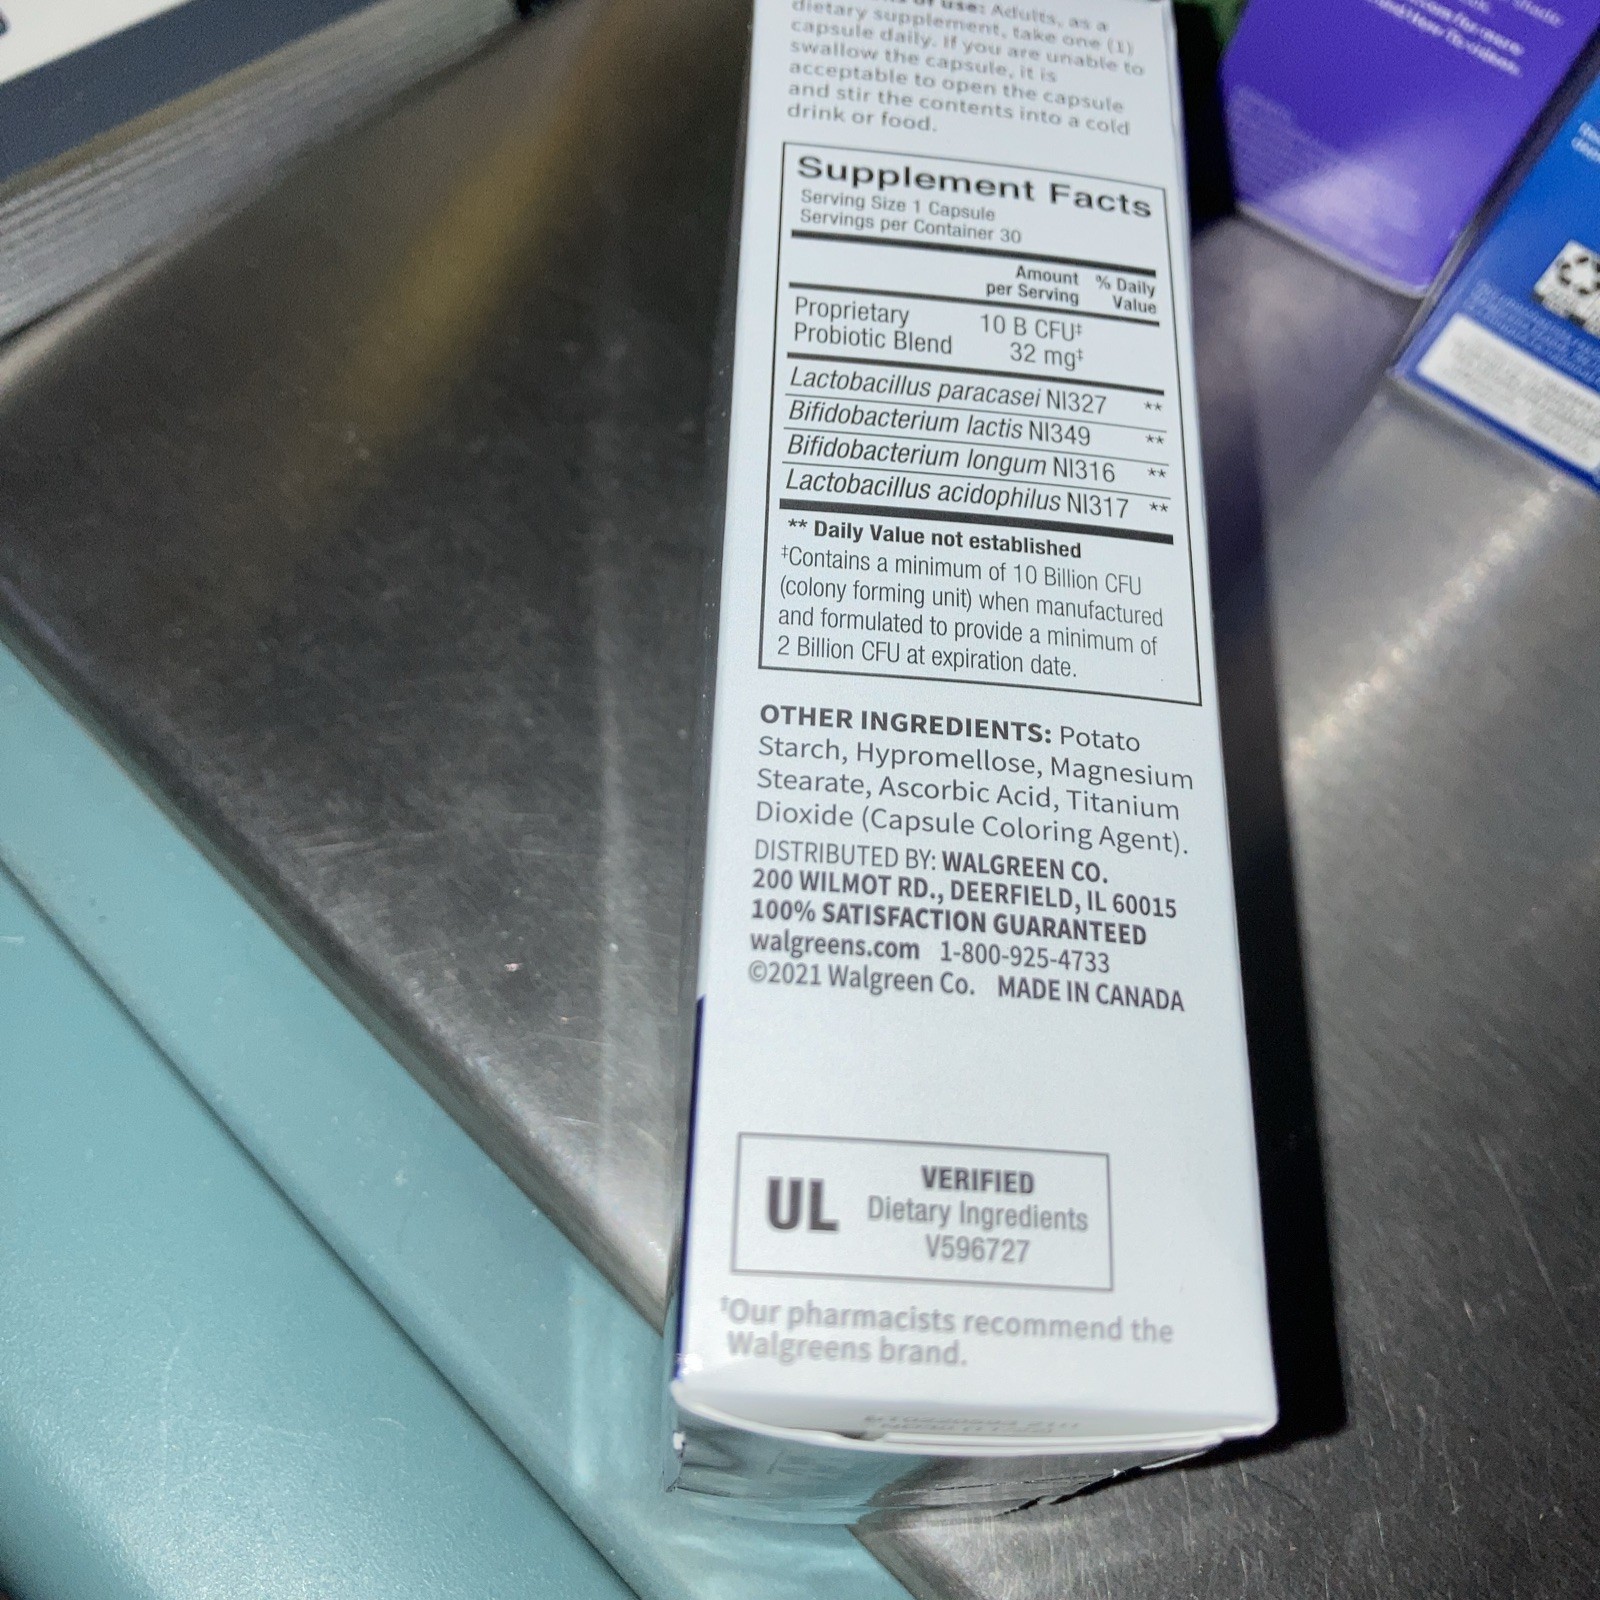 of use: Adults, as a
dietary supplement, take one (1)
capsule daily. If you are unable to
swallow the capsule, it is
acceptable to open the capsule
and stir the contents into a cold
drink or food.
Supplement Facts
Serving Size 1 Capsule
Servings per Container 30
Amount per Serving % Daily Value
Proprietary 10 B CFU‡
Probiotic Blend 32 mg‡
Lactobacillus paracasei NI327 **
Bifidobacterium lactis NI349 **
Bifidobacterium longum NI316 **
Lactobacillus acidophilus NI317 **
** Daily Value not established
‡Contains a minimum of 10 Billion CFU
(colony forming unit) when manufactured
and formulated to provide a minimum of
2 Billion CFU at expiration date.
OTHER INGREDIENTS: Potato
Starch, Hypromellose, Magnesium
Stearate, Ascorbic Acid, Titanium
Dioxide (Capsule Coloring Agent).
DISTRIBUTED BY: WALGREEN CO.
200 WILMOT RD., DEERFIELD, IL 60015
100% SATISFACTION GUARANTEED
walgreens.com 1-800-925-4733
©2021 Walgreen Co. MADE IN CANADA
UL
VERIFIED
Dietary Ingredients
V596727
‡Our pharmacists recommend the
Walgreens brand.